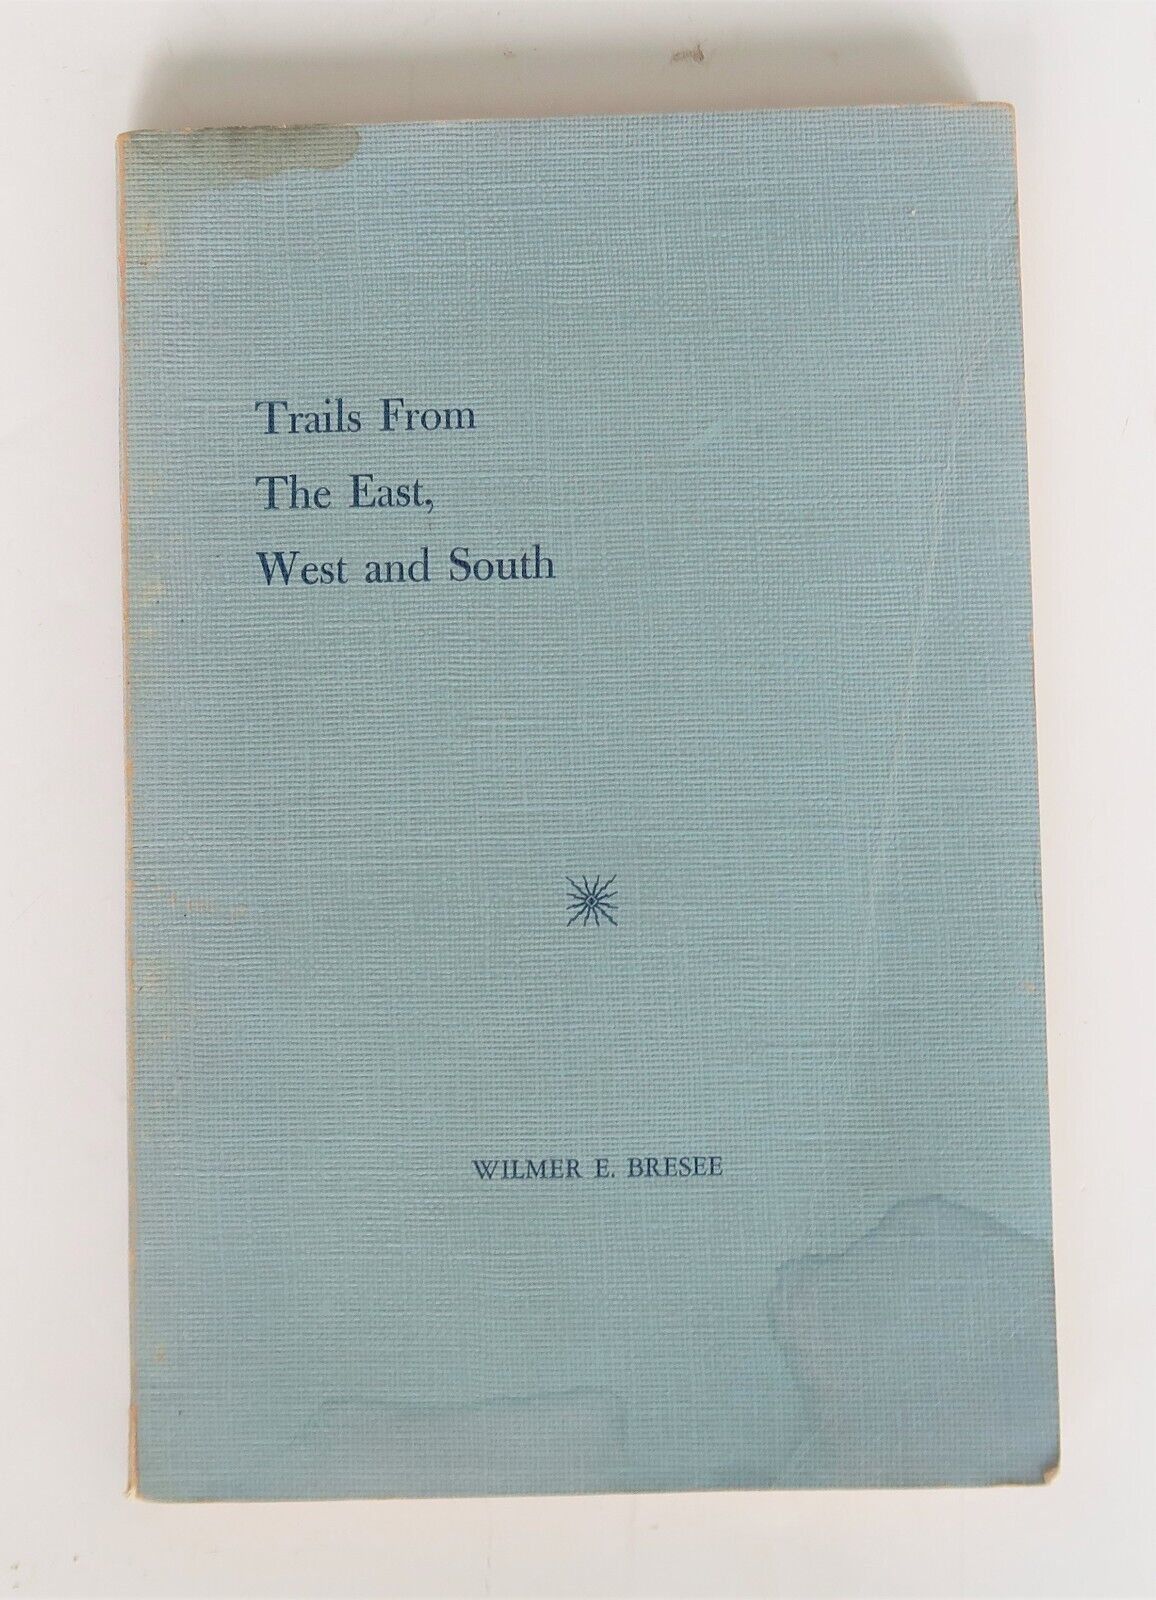 Trails From
The East,
West and South
WILMER E. BRESEE